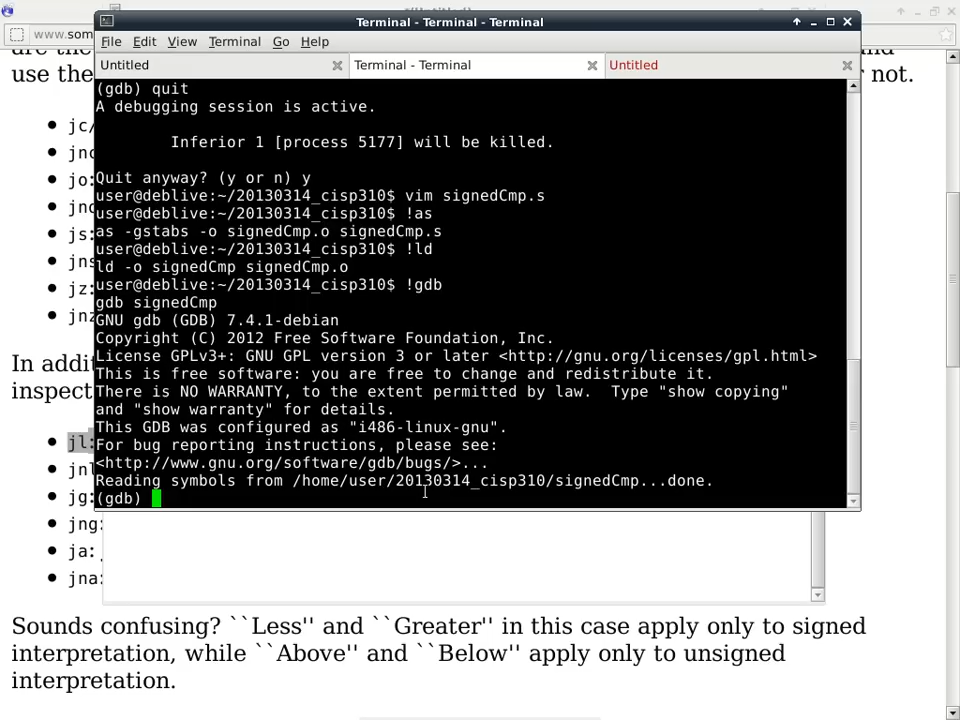 Terminal - Terminal - Terminal
www.som
File Edit View Terminal Go Help
are the
and
Untitled
Terminal - Terminal
Untitled
use the
r not.
(gdb) quit
A debugging session is active.
Inferior 1 [process 5177] will be killed.
Quit anyway? (y or n) y
user@deblive:~/20130314_cisp310$ vim signedCmp.s
user@deblive:~/20130314_cisp310$ !as
as -gstabs -o signedCmp.o signedCmp.s
user@deblive:~/20130314_cisp310$ !ld
ld -o signedCmp signedCmp.o
user@deblive:~/20130314_cisp310$ !gdb
gdb signedCmp
GNU gdb (GDB) 7.4.1-debian
Copyright (C) 2012 Free Software Foundation, Inc.
License GPLv3+: GNU GPL version 3 or later <http://gnu.org/licenses/gpl.html>
This is free software: you are free to change and redistribute it.
There is NO WARRANTY, to the extent permitted by law.  Type "show copying"
and "show warranty" for details.
This GDB was configured as "i486-linux-gnu".
For bug reporting instructions, please see:
<http://www.gnu.org/software/gdb/bugs/>...
Reading symbols from /home/user/20130314_cisp310/signedCmp...done.
(gdb)
jc/
jnc
jo:
jno
js:
jns
jz:
jnz
In addit
inspect
jl:
jnl
jg:
jng:
ja:
jna:
Sounds confusing? ``Less'' and ``Greater'' in this case apply only to signed
interpretation, while ``Above'' and ``Below'' apply only to unsigned
interpretation.